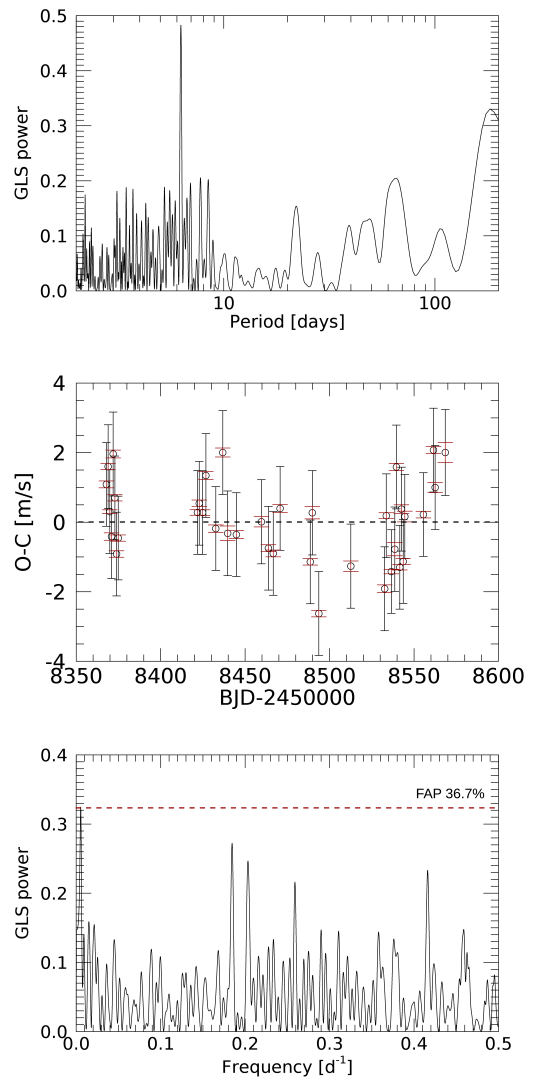 0.5
0.4
0.3
0.2
0.1
0.0
GLS power
10 100
Period [days]
4
2
0
-2
-4
O-C [m/s]
8350 8400 8450 8500 8550 8600
BJD-2450000
0.4
0.3
0.2
0.1
0.0
GLS power
FAP 36.7%
0.0 0.1 0.2 0.3 0.4 0.5
Frequency [d-1]